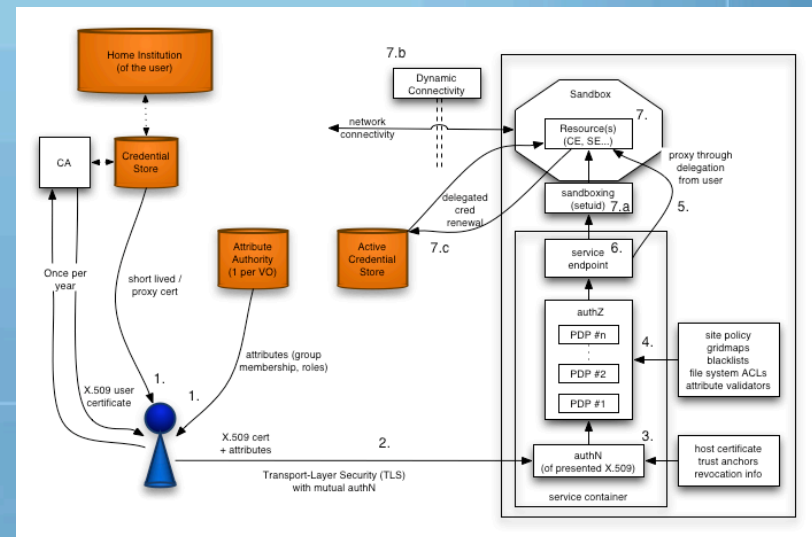 Home Institution
(of the user)
7.b
Dynamic
Connectivity
Sandbox
7.
Resource(s)
(CE, SE...)
network
connectivity
CA
Credential
Store
proxy through
delegation
from user
5.
sandboxing
(setuid)
7.a
delegated
cred
renewal
7.c
Attribute
Authority
(1 per VO)
Active
Credential
Store
service
endpoint
6.
Once per
year
short lived /
proxy cert
authZ
PDP #n
PDP #2
PDP #1
4.
site policy
gridmaps
blacklists
file system ACLs
attribute validators
attributes (group
membership, roles)
1.
1.
X.509 user
certificate
X.509 cert
+ attributes
2.
3.
authN
(of presented X.509)
host certificate
trust anchors
revocation info
Transport-Layer Security (TLS)
with mutual authN
service container